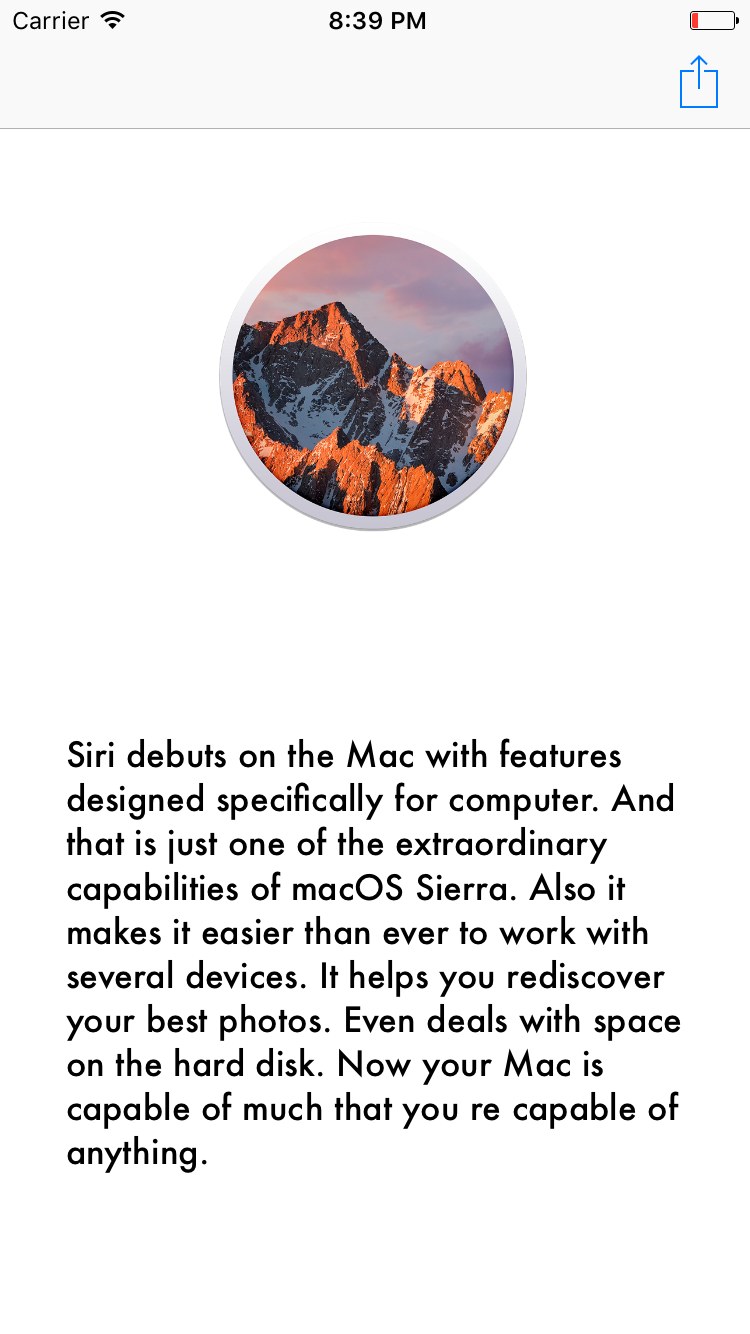 Carrier 8:39 PM
Siri debuts on the Mac with features
designed specifically for computer. And
that is just one of the extraordinary
capabilities of macOS Sierra. Also it
makes it easier than ever to work with
several devices. It helps you rediscover
your best photos. Even deals with space
on the hard disk. Now your Mac is
capable of much that you re capable of
anything.